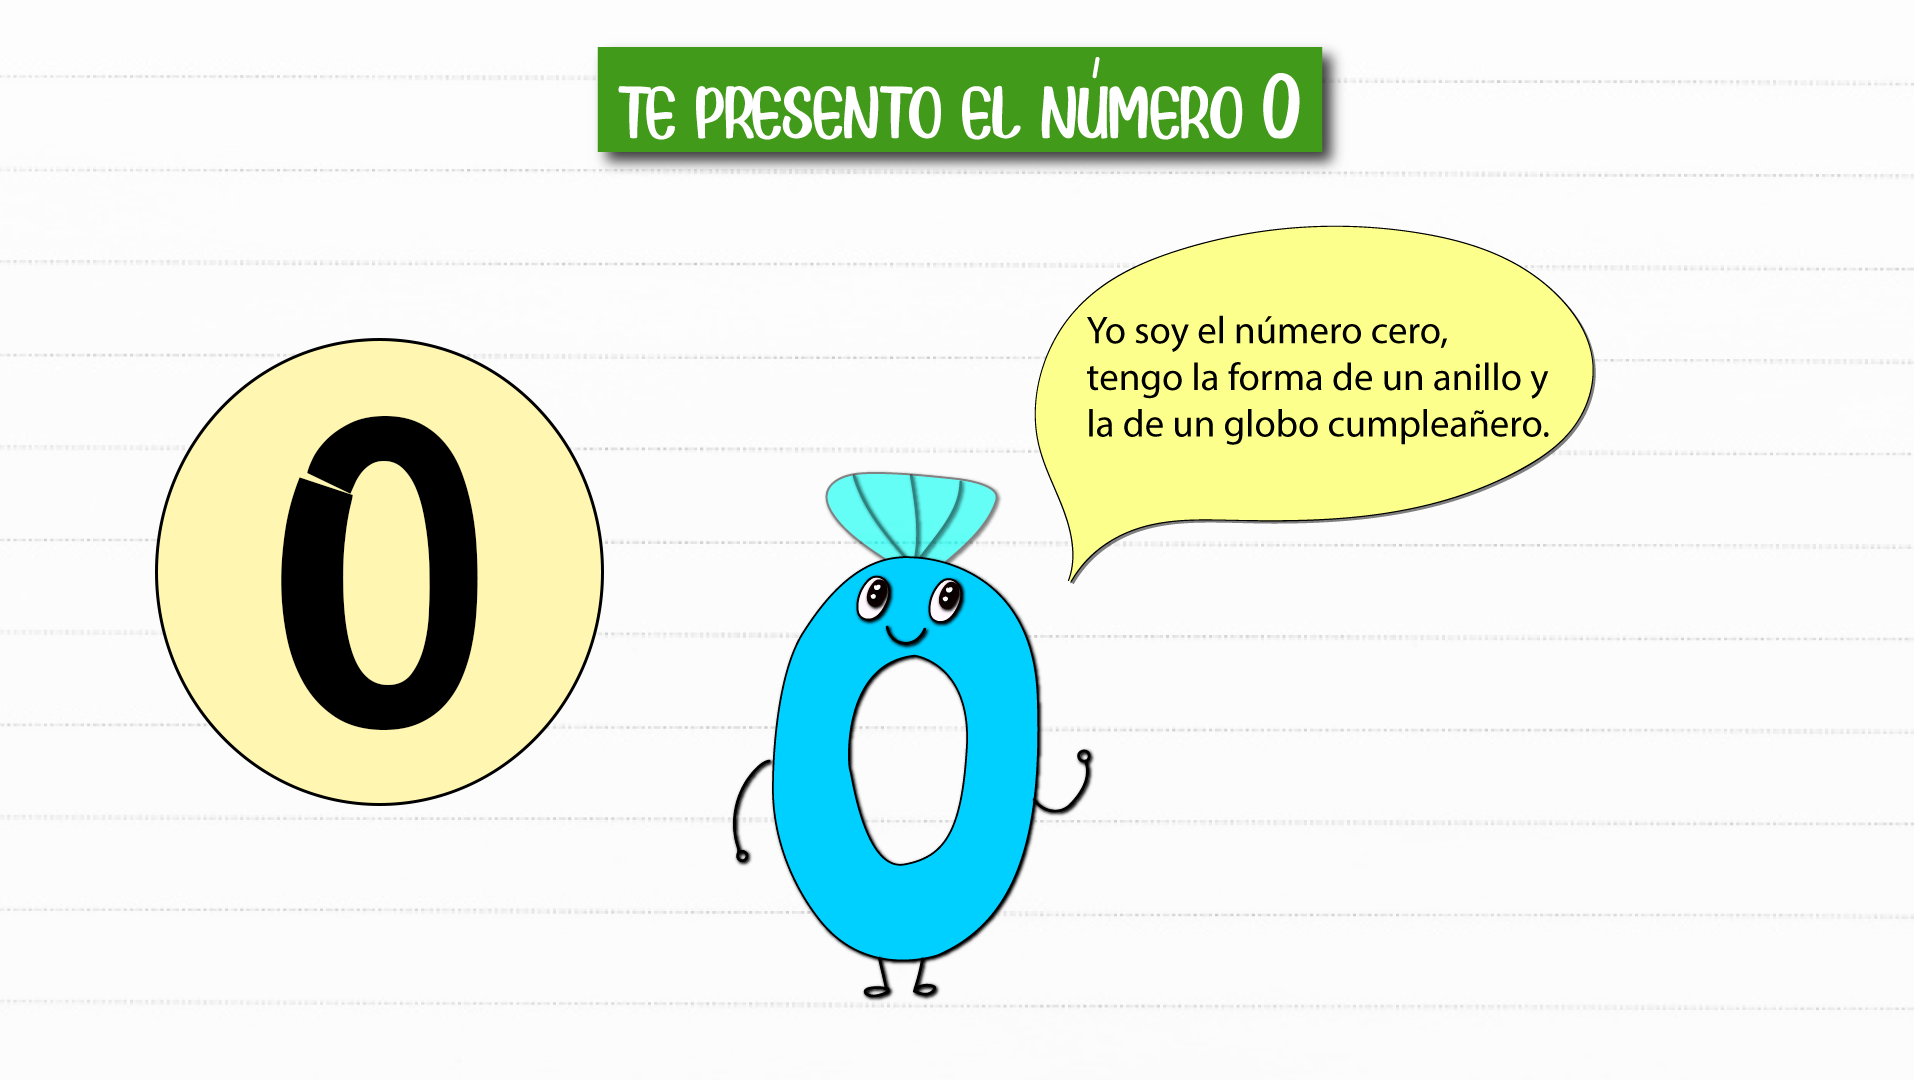 TE PRESENTO EL NÚMERO 0
0
Yo soy el número cero,
tengo la forma de un anillo y
la de un globo cumpleañero.